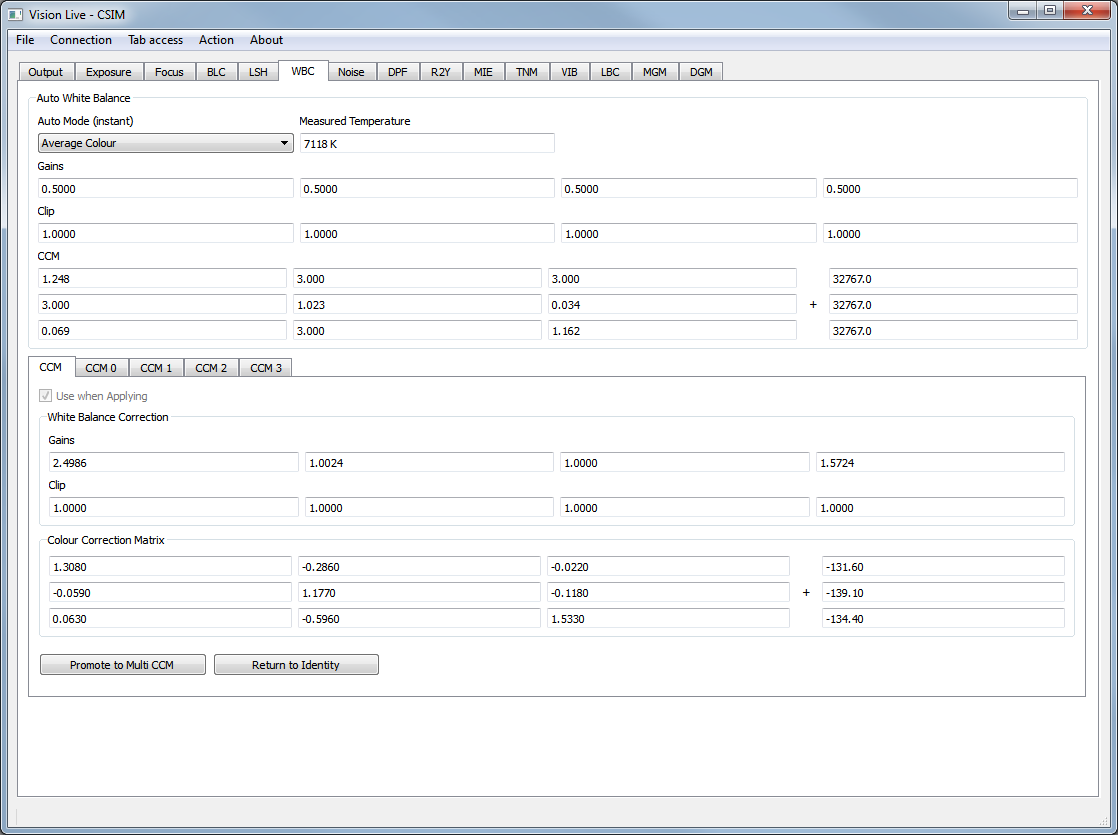 Vision Live - CSIM
File Connection Tab access Action About
Output Exposure Focus BLC LSH WBC Noise DPF R2Y MIE TNM VIB LBC MGM DGM
Auto White Balance
Auto Mode (instant) Measured Temperature
Average Colour 7118 K
Gains
0.5000 0.5000 0.5000 0.5000
Clip
1.0000 1.0000 1.0000 1.0000
CCM
1.248 3.000 3.000 32767.0
3.000 1.023 0.034 + 32767.0
0.069 3.000 1.162 32767.0
CCM CCM 0 CCM 1 CCM 2 CCM 3
Use when Applying
White Balance Correction
Gains
2.4986 1.0024 1.0000 1.5724
Clip
1.0000 1.0000 1.0000 1.0000
Colour Correction Matrix
1.3080 -0.2860 -0.0220 -131.60
-0.0590 1.1770 -0.1180 + -139.10
0.0630 -0.5960 1.5330 -134.40
Promote to Multi CCM Return to Identity